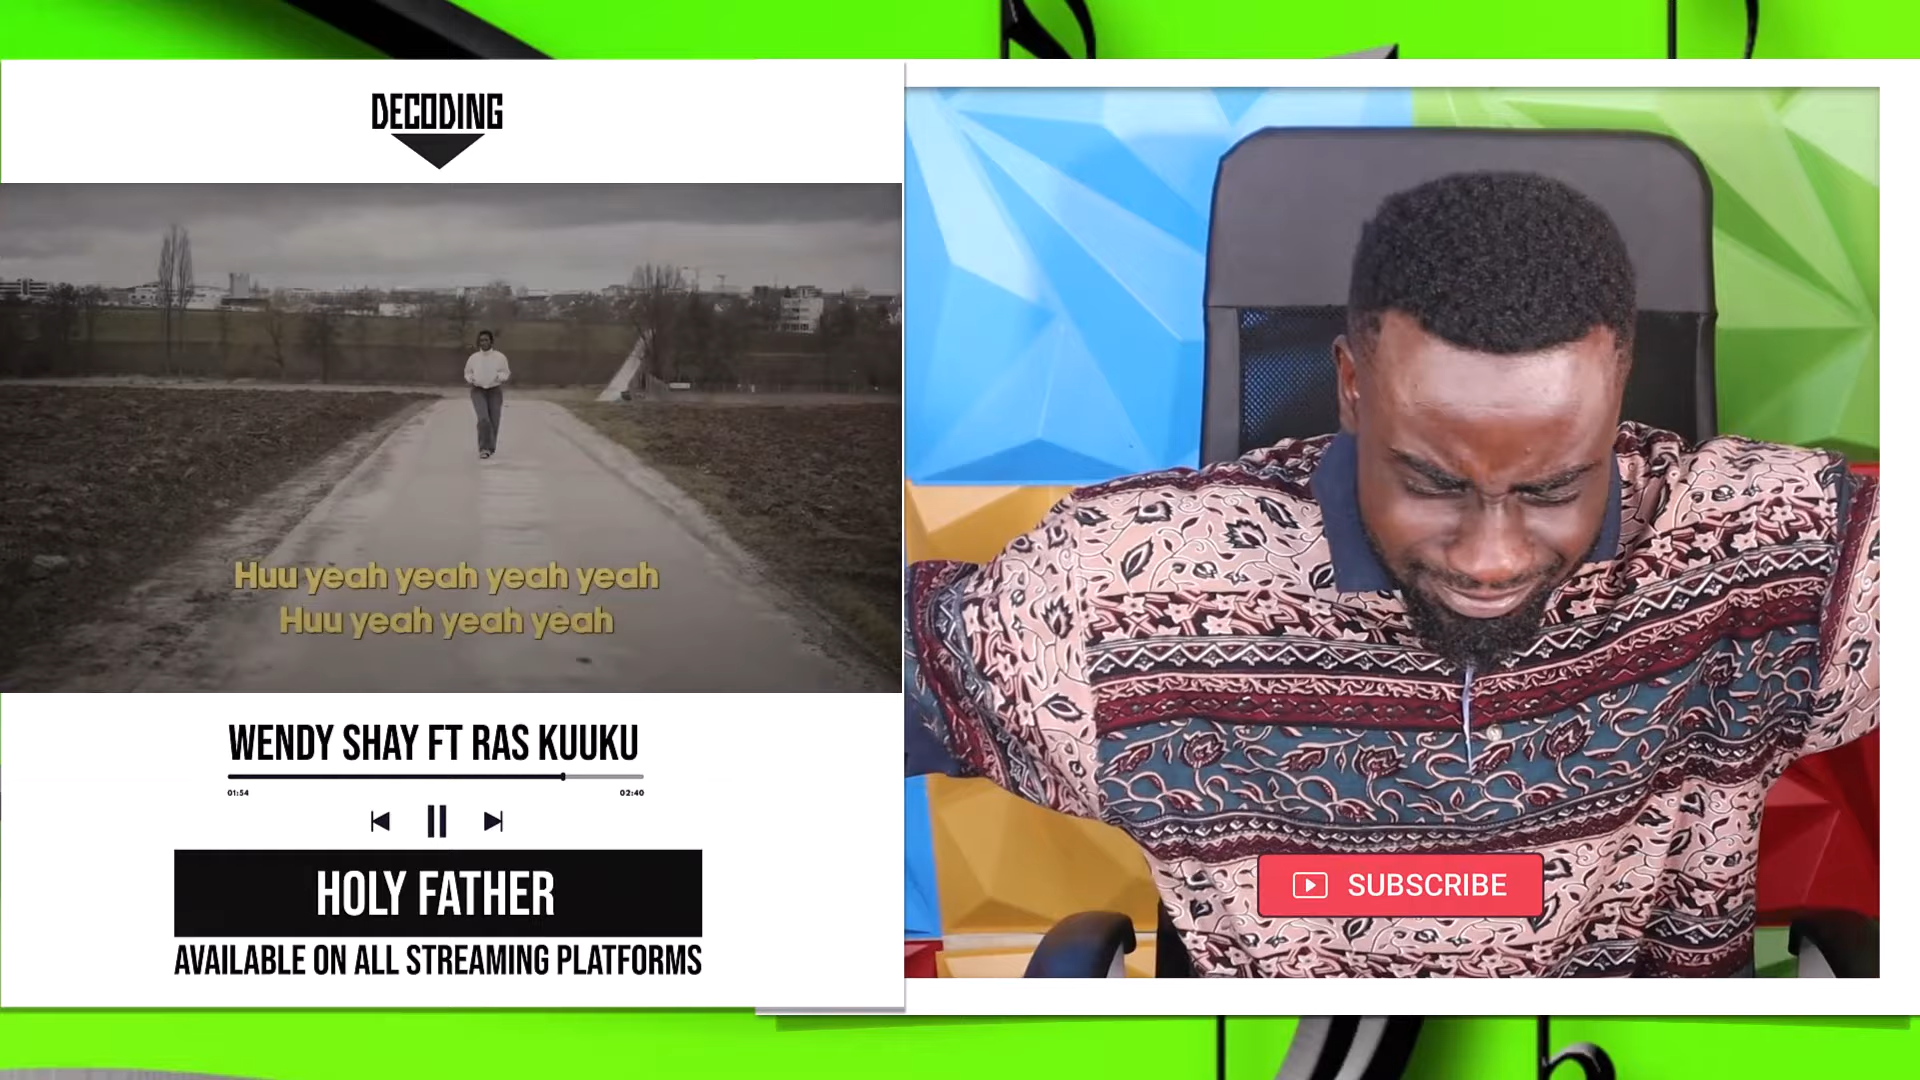 DECODING
Huu yeah yeah yeah yeah
Huu yeah yeah yeah
WENDY SHAY FT RAS KUUKU
01:54
02:40
HOLY FATHER
AVAILABLE ON ALL STREAMING PLATFORMS
SUBSCRIBE